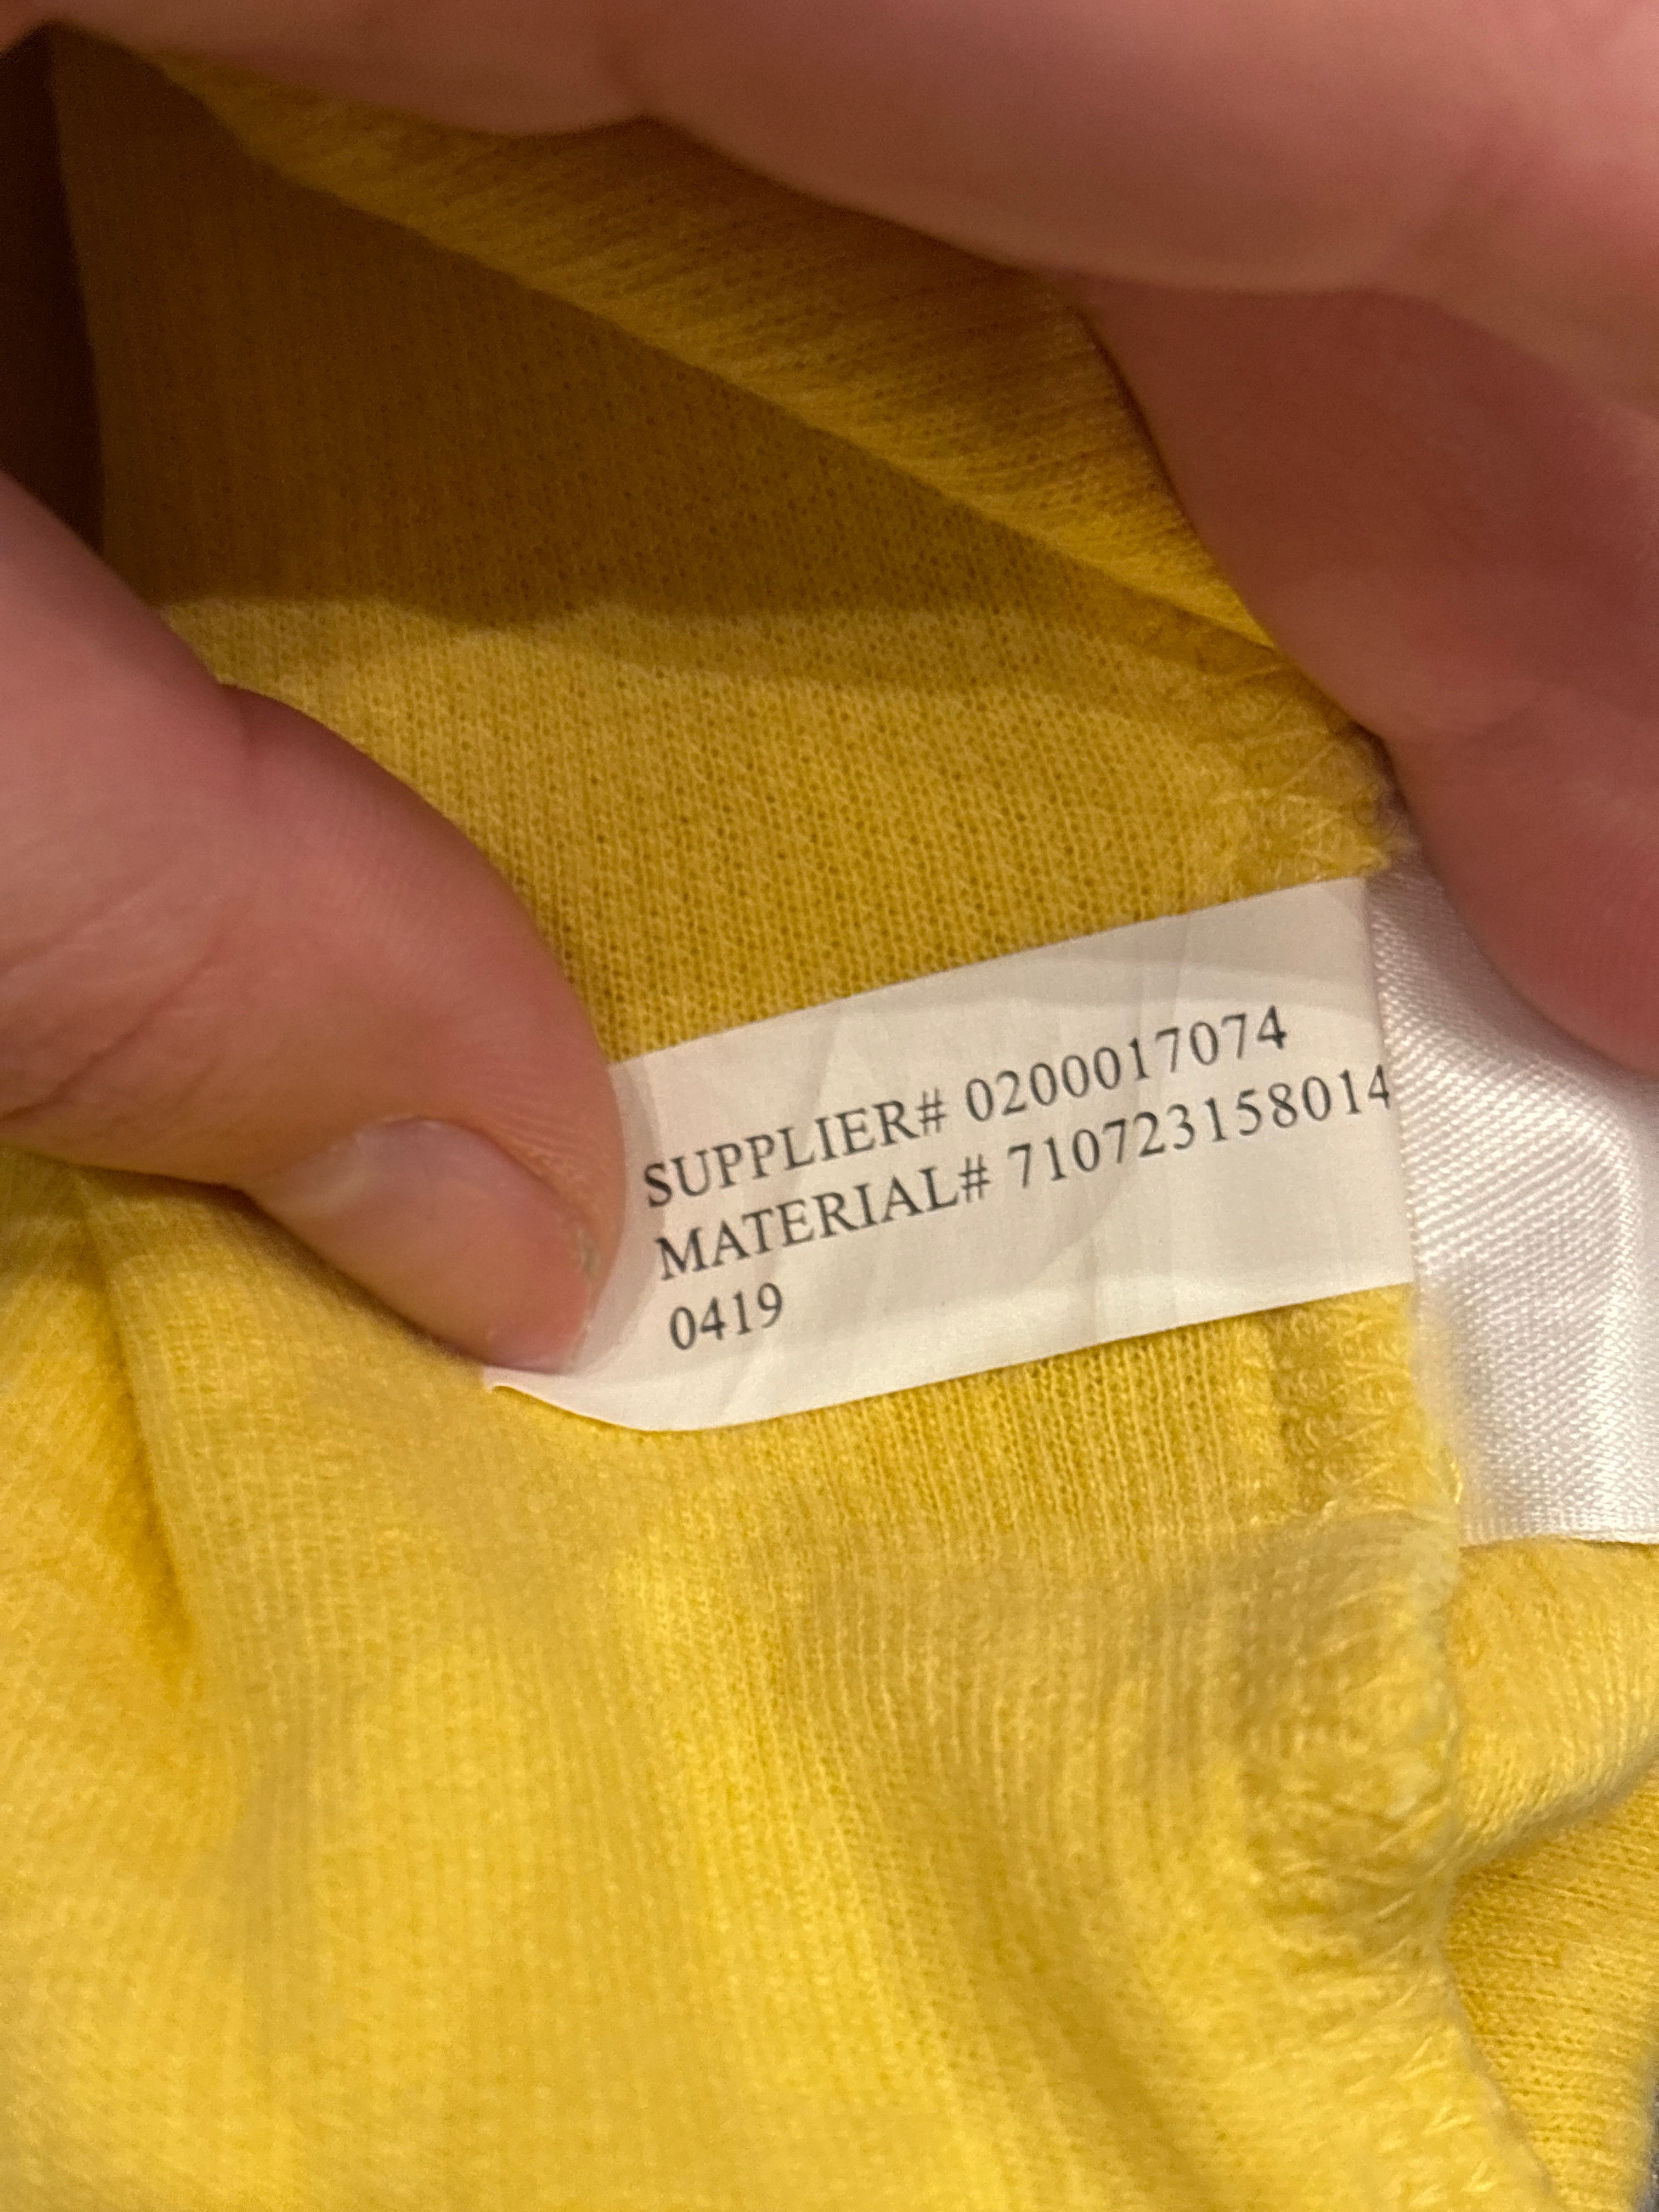 SUPPLIER# 0200017074
MATERIAL# 710723158014
0419